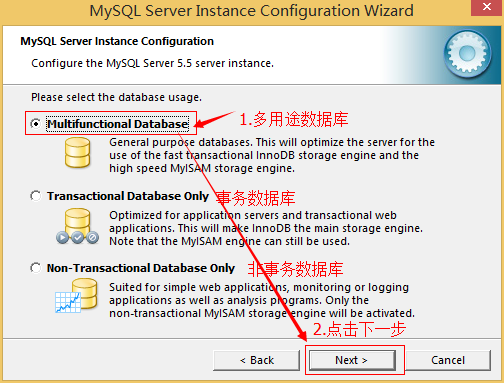 MySQL Server Instance Configuration Wizard
MySQL Server Instance Configuration
Configure the MySQL Server 5.5 server instance.
Please select the database usage.
Multifunctional Database 1.多用途数据库
General purpose databases. This will optimize the server for the
use of the fast transactional InnoDB storage engine and the
high speed MyISAM storage engine.
Transactional Database Only 事务数据库
Optimized for application servers and transactional web
applications. This will make InnoDB the main storage engine.
Note that the MyISAM engine can still be used.
Non-Transactional Database Only 非事务数据库
Suited for simple web applications, monitoring or logging
applications as well as analysis programs. Only the
non-transactional MyISAM storage engine will be activated.
2.点击下一步
< Back Next > Cancel